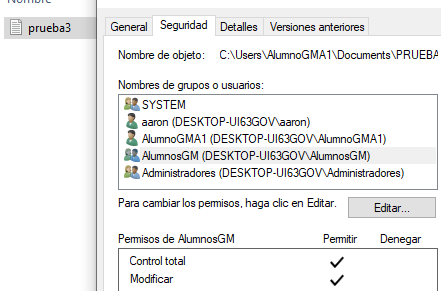 prueba3
General Seguridad Detalles Versiones anteriores
Nombre de objeto: C:\Users\AlumnoGMA1\Documents\PRUEBA
Nombres de grupos o usuarios:
SYSTEM
aaron (DESKTOP-UI63GOV\aaron)
AlumnoGMA1 (DESKTOP-UI63GOV\AlumnoGMA1)
AlumnosGM (DESKTOP-UI63GOV\AlumnosGM)
Administradores (DESKTOP-UI63GOV\Administradores)
Para cambiar los permisos, haga clic en Editar.
Editar...
Permisos de AlumnosGM Permitir Denegar
Control total
Modificar